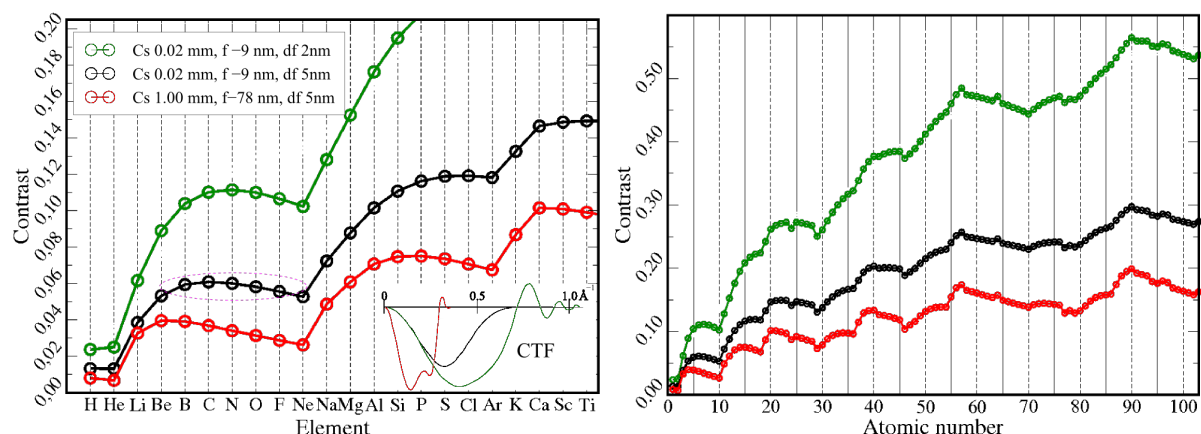 0,20
0,18
0,16
0,14
0,12
0,10
0,08
0,06
0,04
0,02
0,00
Contrast
Cs 0.02 mm, f −9 nm, df 2nm
Cs 0.02 mm, f −9 nm, df 5nm
Cs 1.00 mm, f−78 nm, df 5nm
0 0,5 1,0 Å⁻¹
CTF
H He Li Be B C N O F Ne Na Mg Al Si P S Cl Ar K Ca Sc Ti
Element
0,50
0,40
0,30
0,20
0,10
0,00
Contrast
0 10 20 30 40 50 60 70 80 90 100
Atomic number